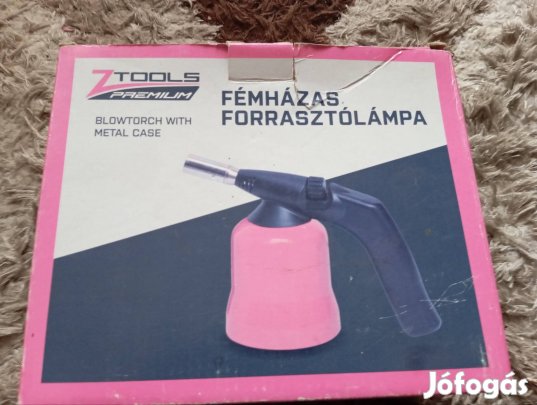 ZTOOLS
PREMIUM
BLOWTORCH WITH
METAL CASE
FÉMHÁZAS
FORRASZTÓLÁMPA
Jófogás